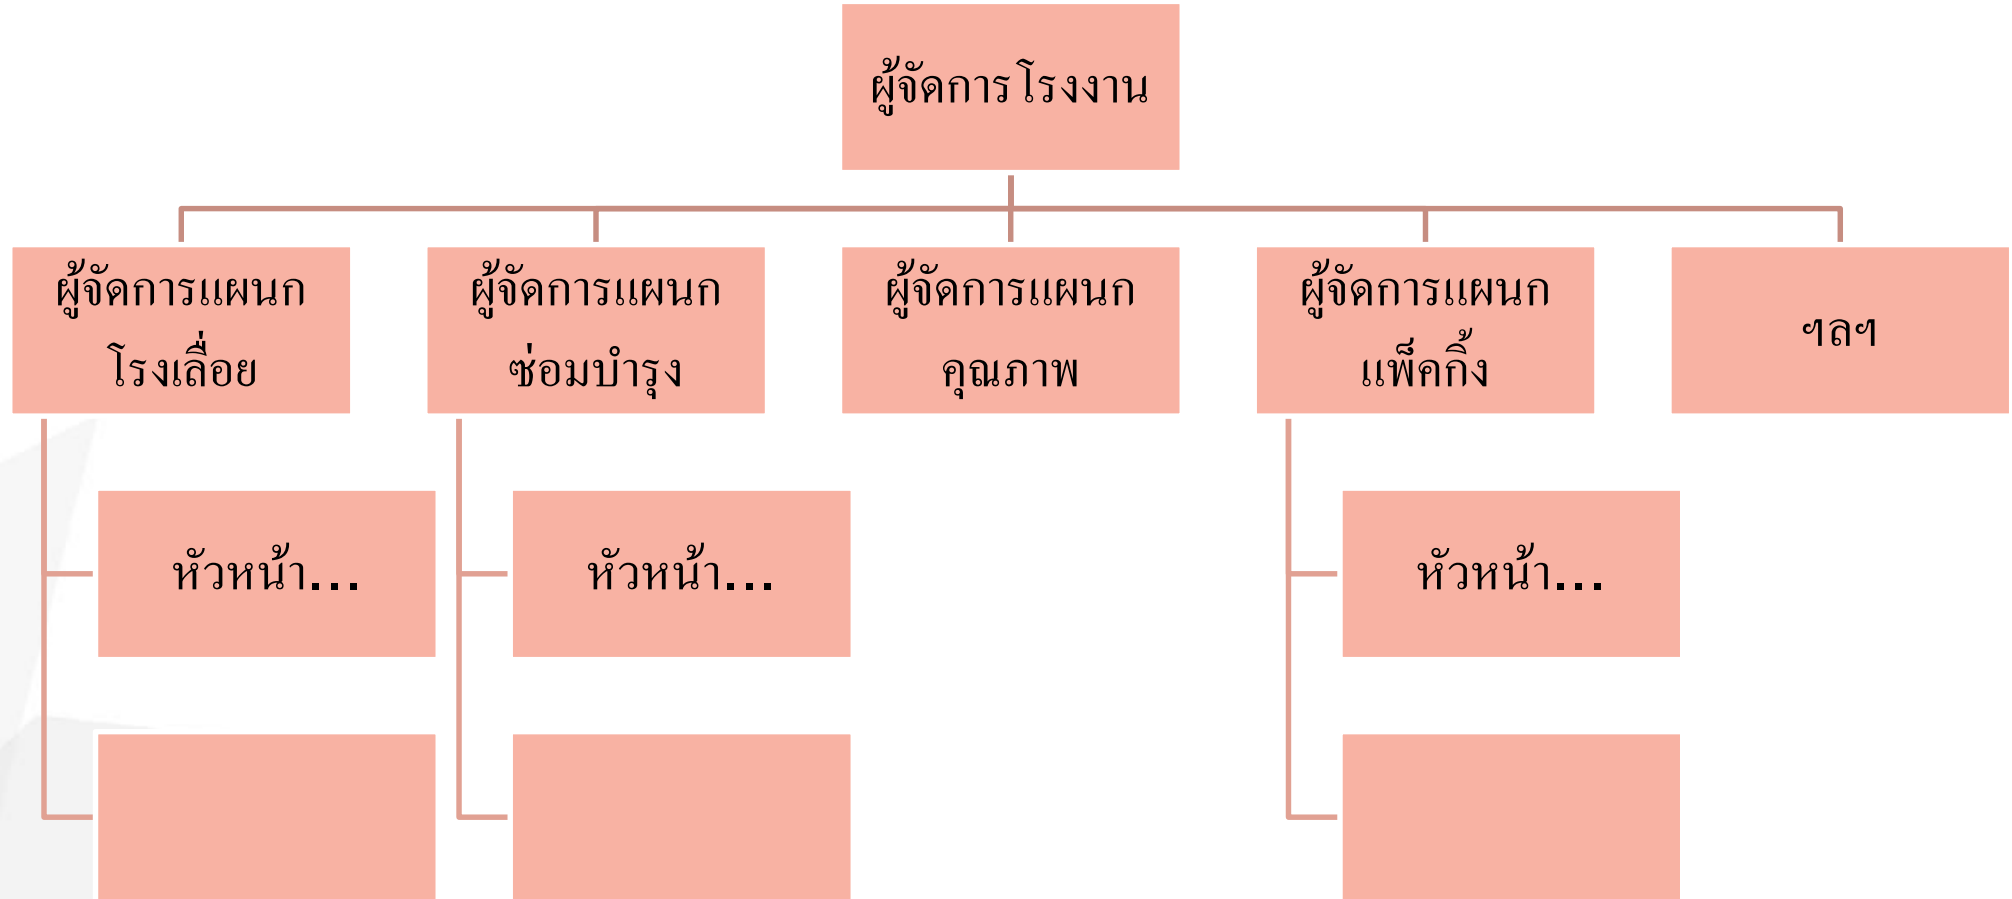 ผู้จัดการโรงงาน
ผู้จัดการแผนก
โรงเลื่อย
ผู้จัดการแผนก
ซ่อมบำรุง
ผู้จัดการแผนก
คุณภาพ
ผู้จัดการแผนก
แพ็คกิ้ง
ฯลฯ
หัวหน้า...
หัวหน้า...
หัวหน้า...